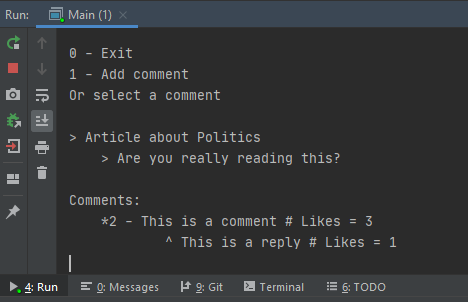 Run: Main (1) ×
0 - Exit
1 - Add comment
Or select a comment
> Article about Politics
> Are you really reading this?
Comments:
*2 - This is a comment # Likes = 3
^ This is a reply # Likes = 1
4: Run 0: Messages 9: Git Terminal 6: TODO